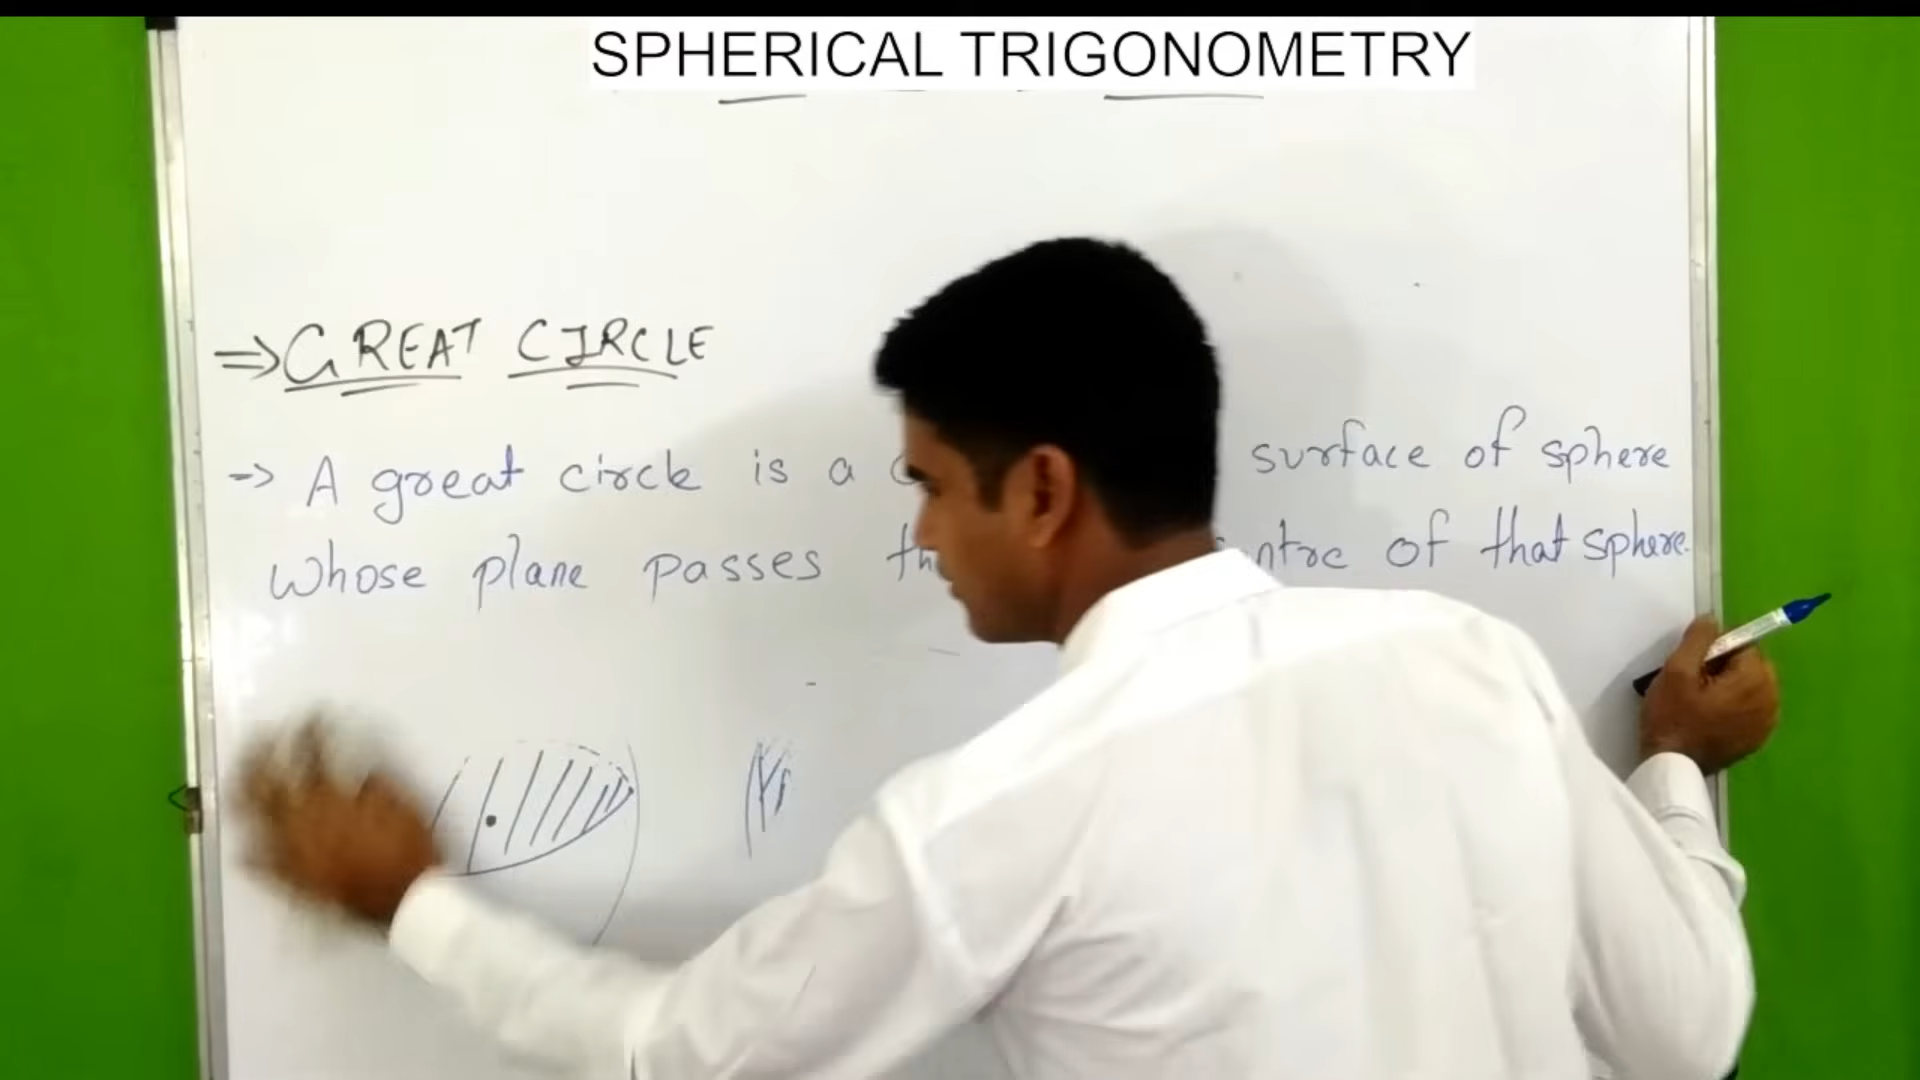 SPHERICAL TRIGONOMETRY
⇒ GREAT CIRCLE
-> A great circle is a surface of sphere
whose plane passes of that sphere.